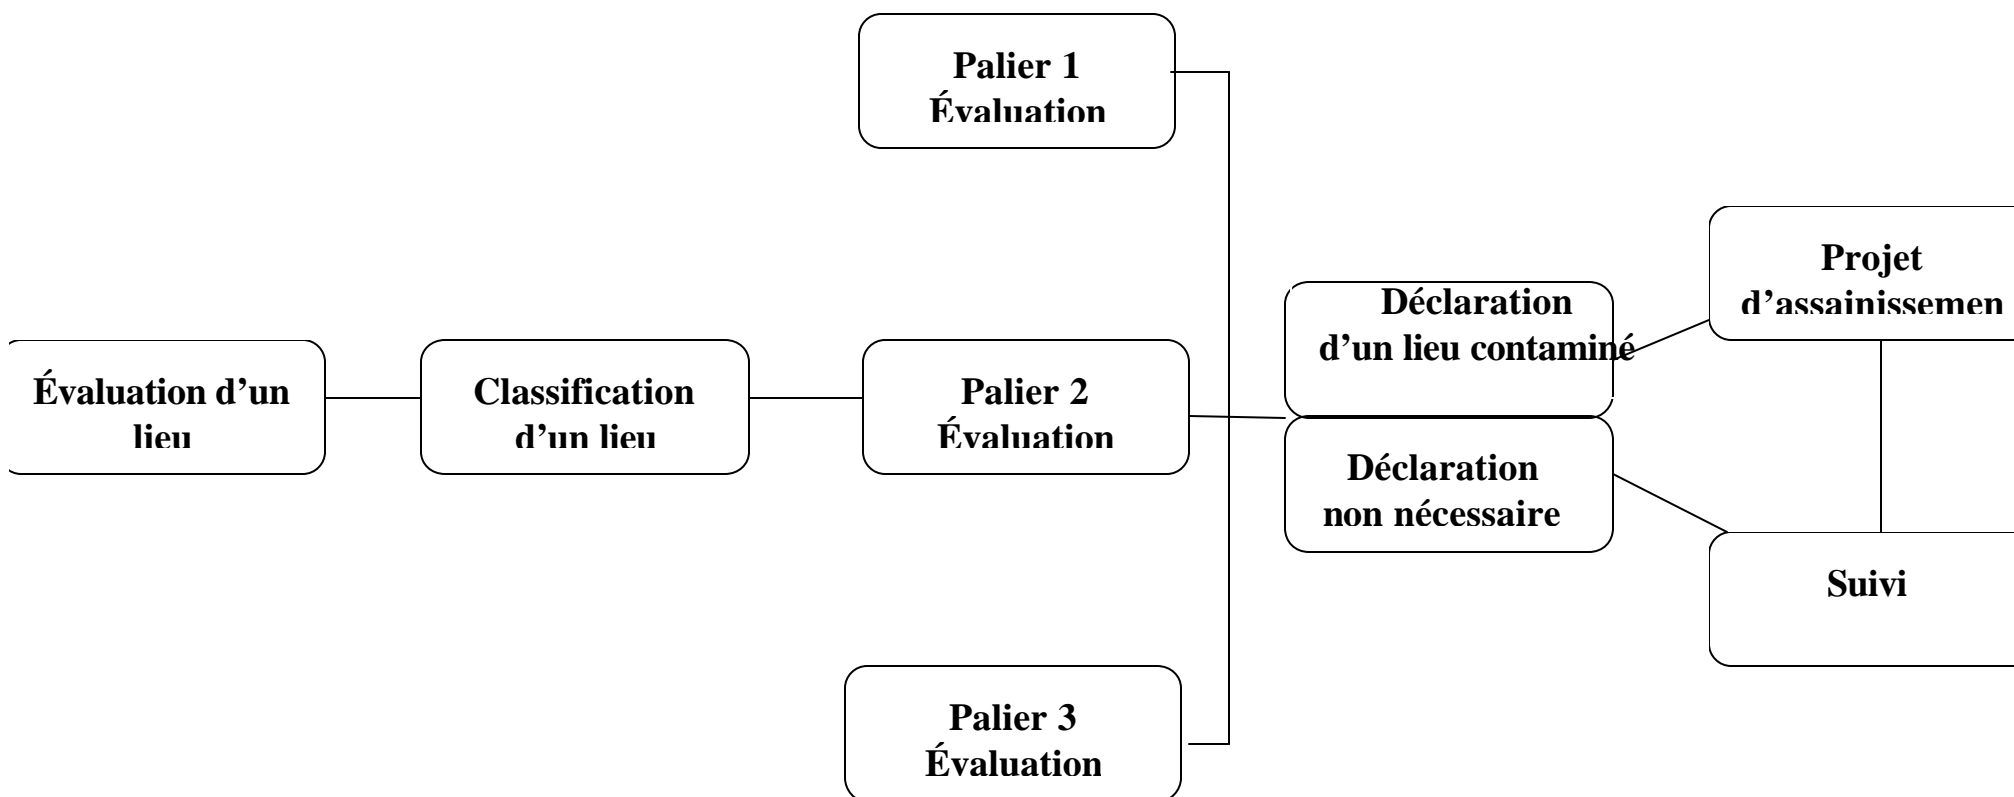 Palier 1
Évaluation
Projet
d'assainissemen
Déclaration
d'un lieu contaminé
Évaluation d'un
lieu
Classification
d'un lieu
Palier 2
Évaluation
Déclaration
non nécessaire
Suivi
Palier 3
Évaluation